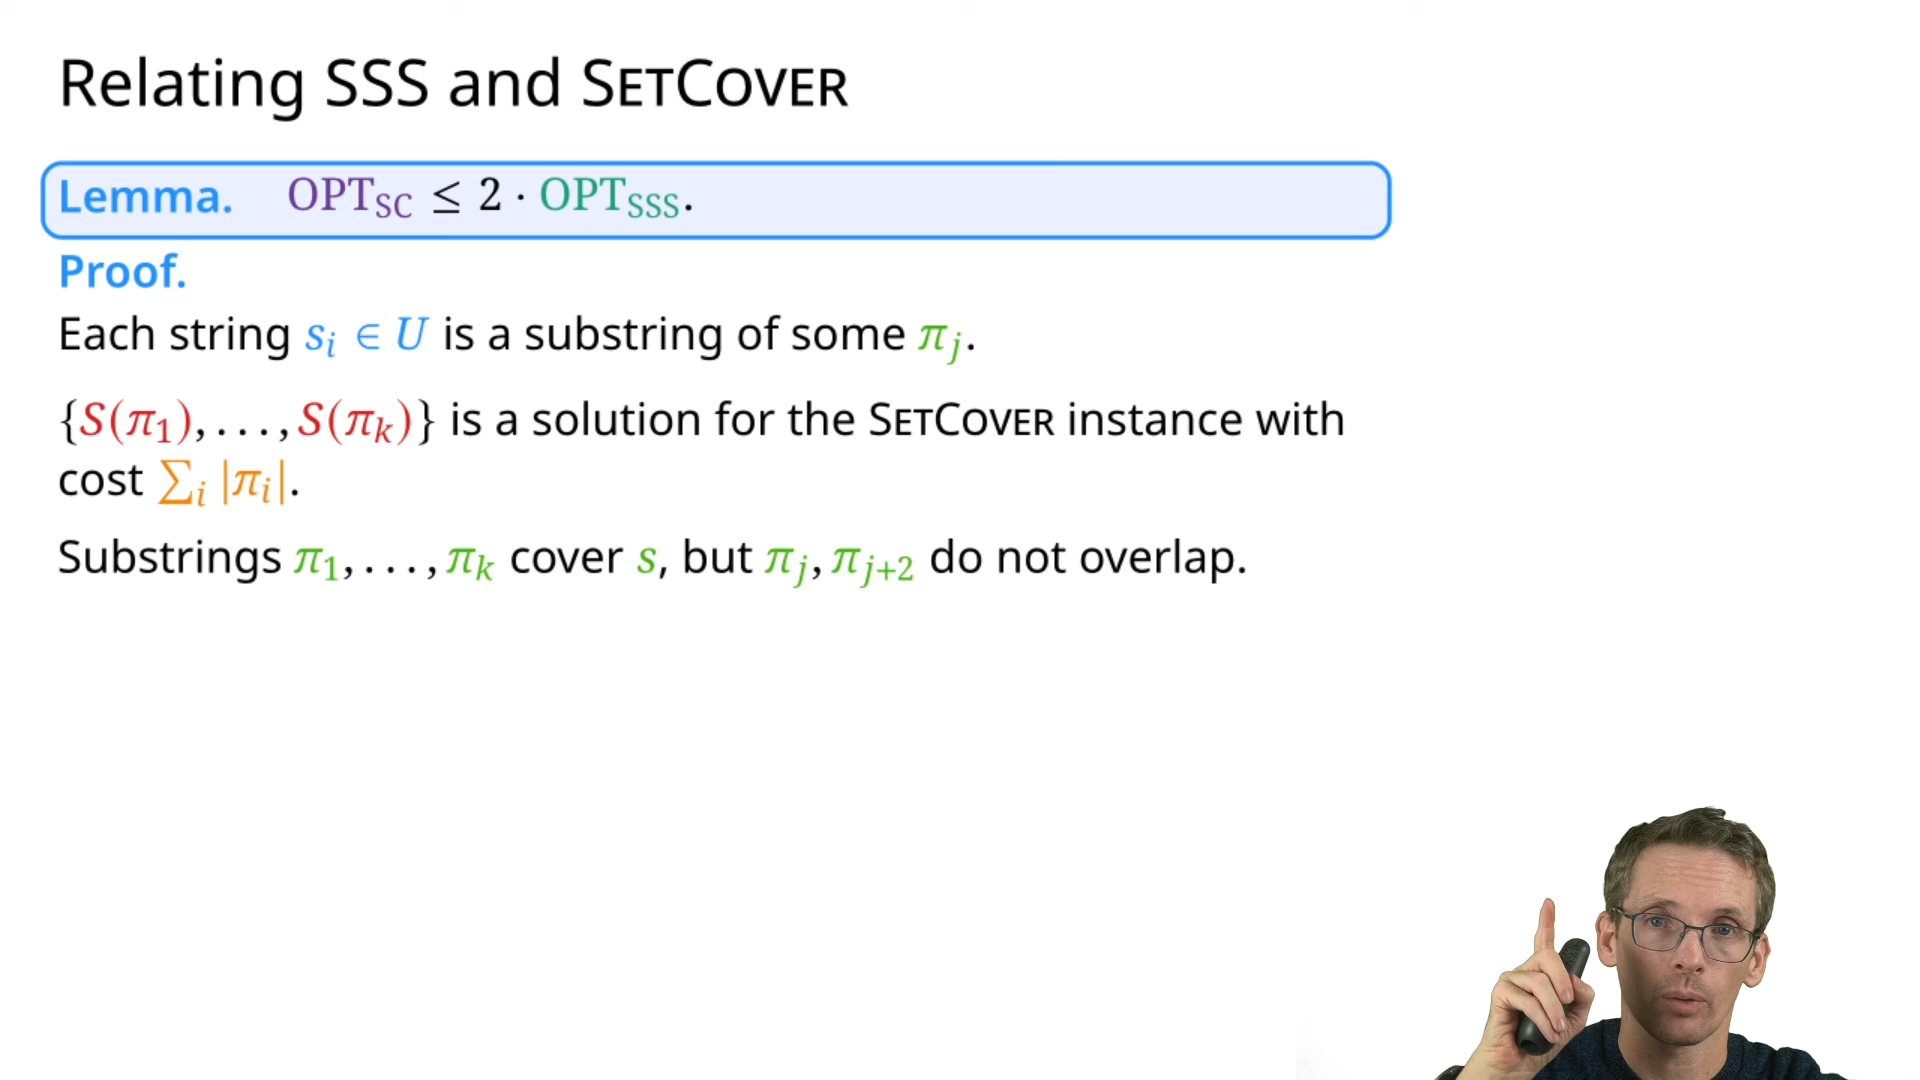 Relating SSS and SETCOVER
Lemma. OPT_SC ≤ 2 · OPT_SSS.
Proof.
Each string s_i ∈ U is a substring of some π_j.
{S(π_1), . . . , S(π_k)} is a solution for the SETCOVER instance with
cost ∑_i |π_i|.
Substrings π_1, . . . , π_k cover s, but π_j, π_{j+2} do not overlap.